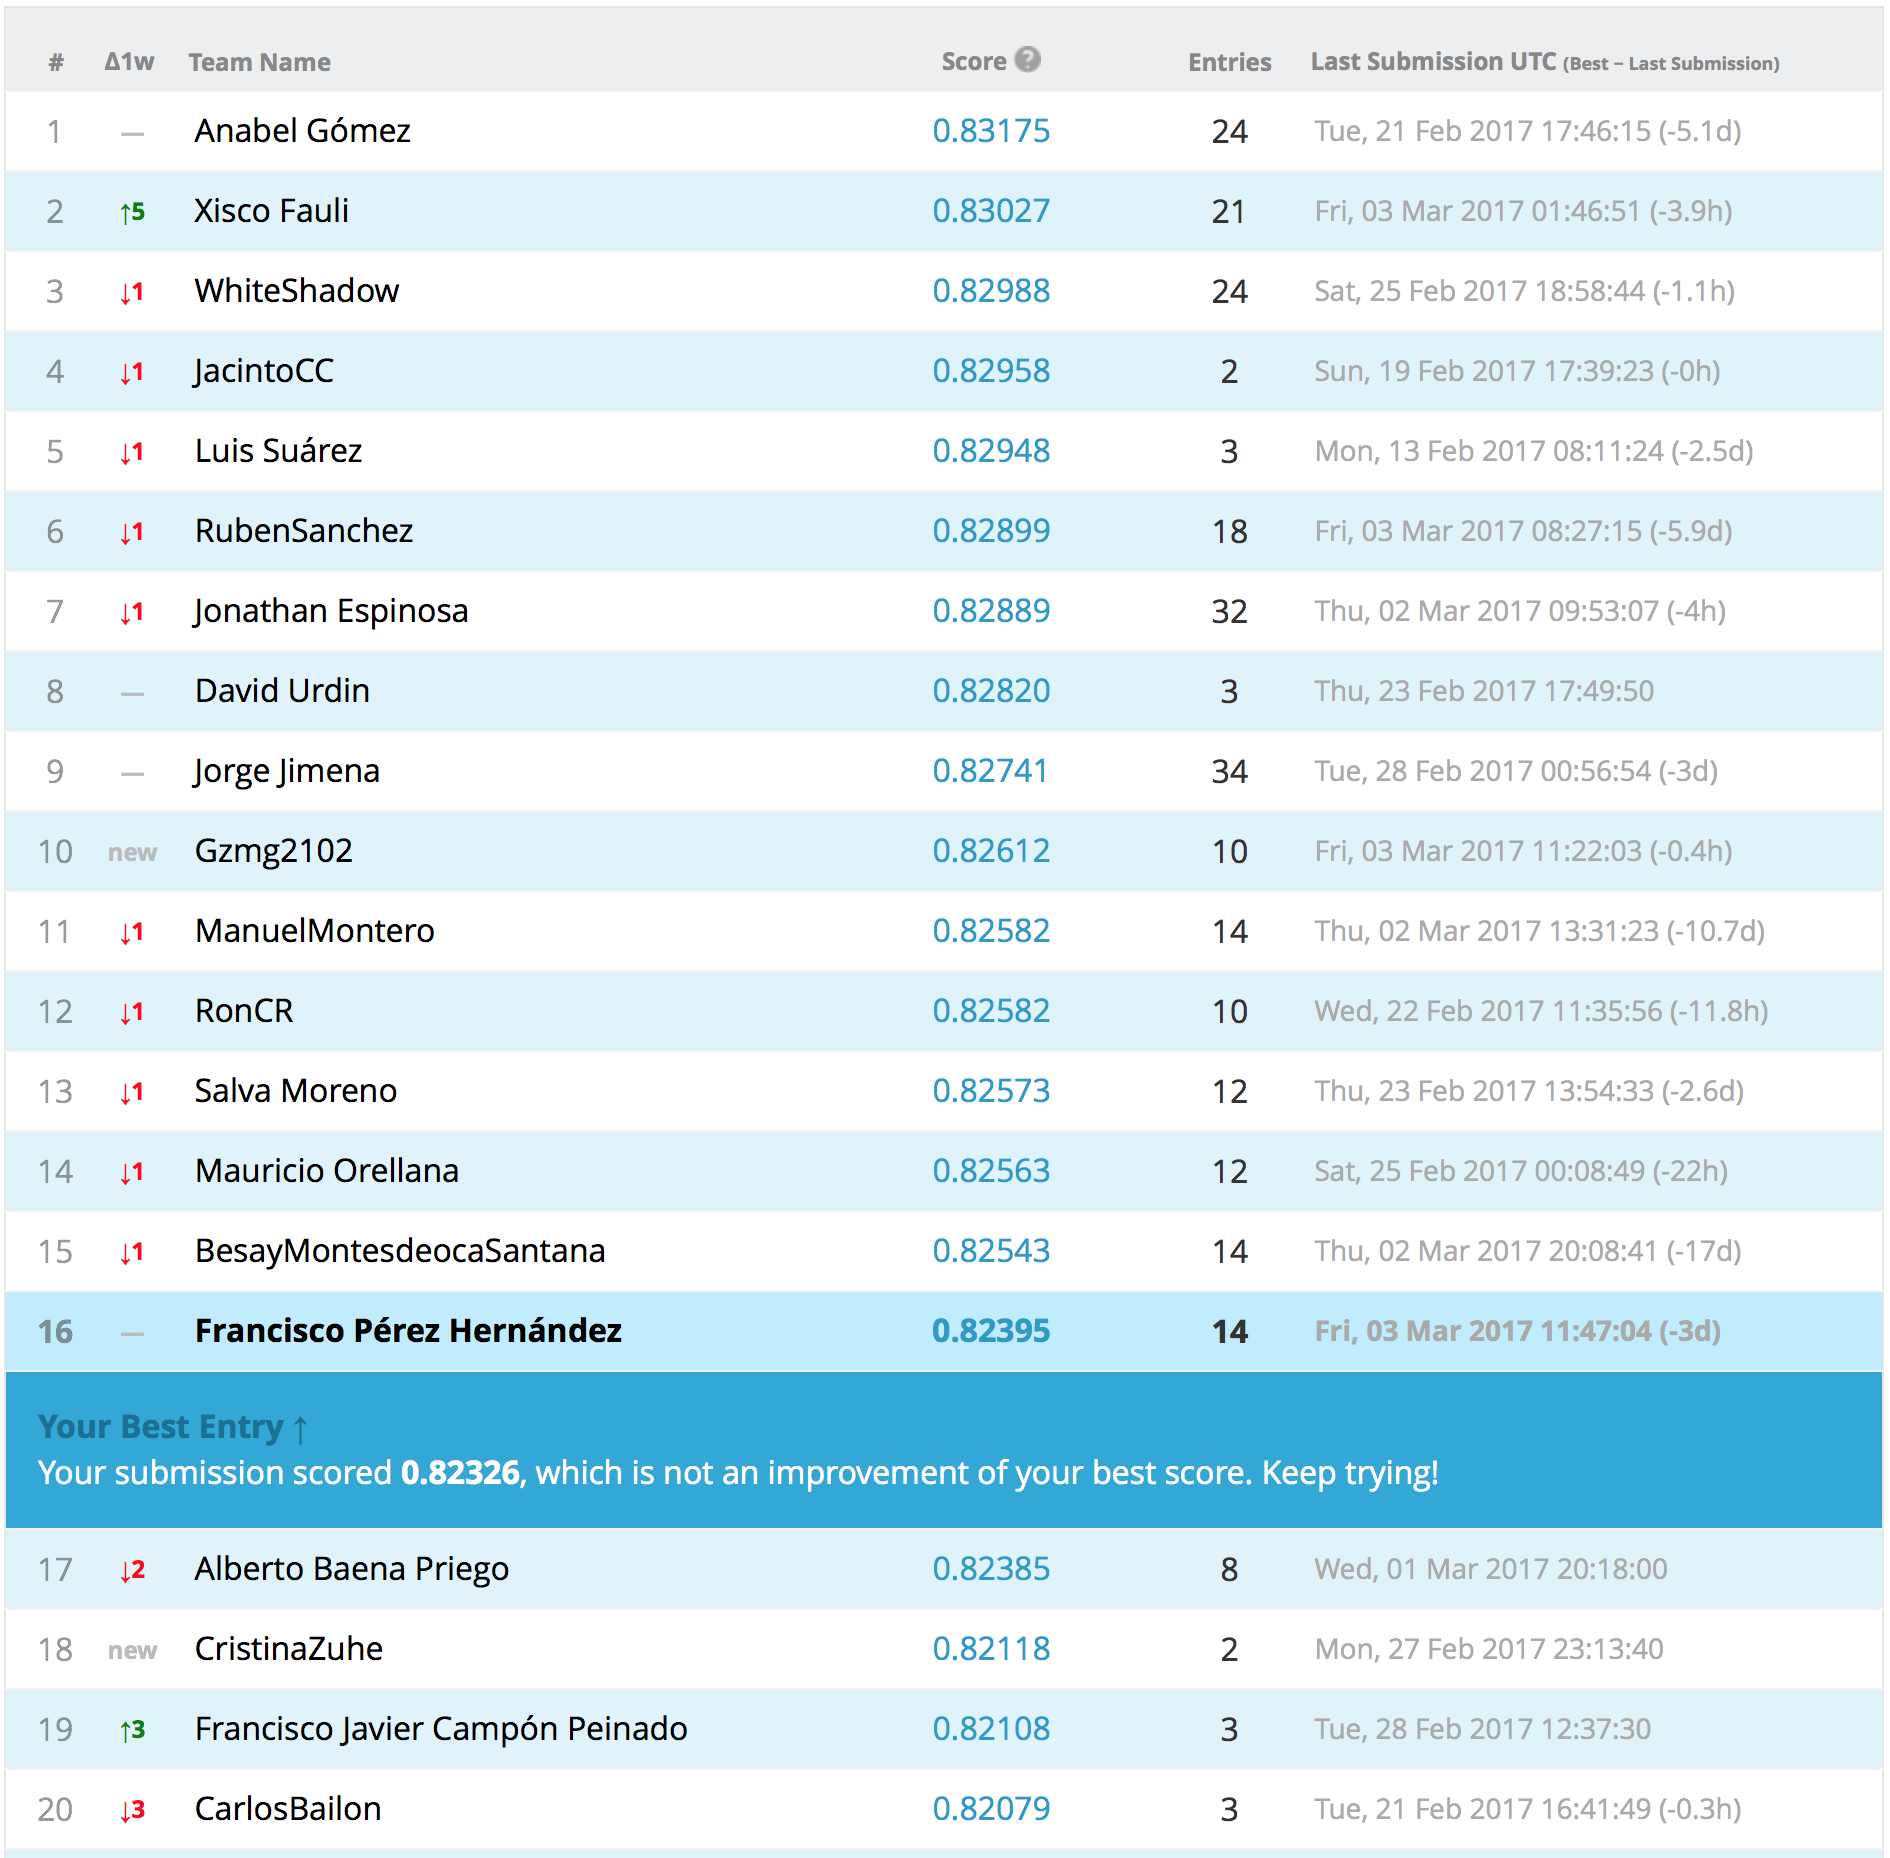 # Δ1w Team Name Score ? Entries Last Submission UTC (Best − Last Submission)
1 — Anabel Gómez 0.83175 24 Tue, 21 Feb 2017 17:46:15 (-5.1d)
2 ↑5 Xisco Fauli 0.83027 21 Fri, 03 Mar 2017 01:46:51 (-3.9h)
3 ↓1 WhiteShadow 0.82988 24 Sat, 25 Feb 2017 18:58:44 (-1.1h)
4 ↓1 JacintoCC 0.82958 2 Sun, 19 Feb 2017 17:39:23 (-0h)
5 ↓1 Luis Suárez 0.82948 3 Mon, 13 Feb 2017 08:11:24 (-2.5d)
6 ↓1 RubenSanchez 0.82899 18 Fri, 03 Mar 2017 08:27:15 (-5.9d)
7 ↓1 Jonathan Espinosa 0.82889 32 Thu, 02 Mar 2017 09:53:07 (-4h)
8 — David Urdin 0.82820 3 Thu, 23 Feb 2017 17:49:50
9 — Jorge Jimena 0.82741 34 Tue, 28 Feb 2017 00:56:54 (-3d)
10 new Gzmg2102 0.82612 10 Fri, 03 Mar 2017 11:22:03 (-0.4h)
11 ↓1 ManuelMontero 0.82582 14 Thu, 02 Mar 2017 13:31:23 (-10.7d)
12 ↓1 RonCR 0.82582 10 Wed, 22 Feb 2017 11:35:56 (-11.8h)
13 ↓1 Salva Moreno 0.82573 12 Thu, 23 Feb 2017 13:54:33 (-2.6d)
14 ↓1 Mauricio Orellana 0.82563 12 Sat, 25 Feb 2017 00:08:49 (-22h)
15 ↓1 BesayMontesdeocaSantana 0.82543 14 Thu, 02 Mar 2017 20:08:41 (-17d)
16 — Francisco Pérez Hernández 0.82395 14 Fri, 03 Mar 2017 11:47:04 (-3d)
Your Best Entry ↑
Your submission scored 0.82326, which is not an improvement of your best score. Keep trying!
17 ↓2 Alberto Baena Priego 0.82385 8 Wed, 01 Mar 2017 20:18:00
18 new CristinaZuhe 0.82118 2 Mon, 27 Feb 2017 23:13:40
19 ↑3 Francisco Javier Campón Peinado 0.82108 3 Tue, 28 Feb 2017 12:37:30
20 ↓3 CarlosBailon 0.82079 3 Tue, 21 Feb 2017 16:41:49 (-0.3h)